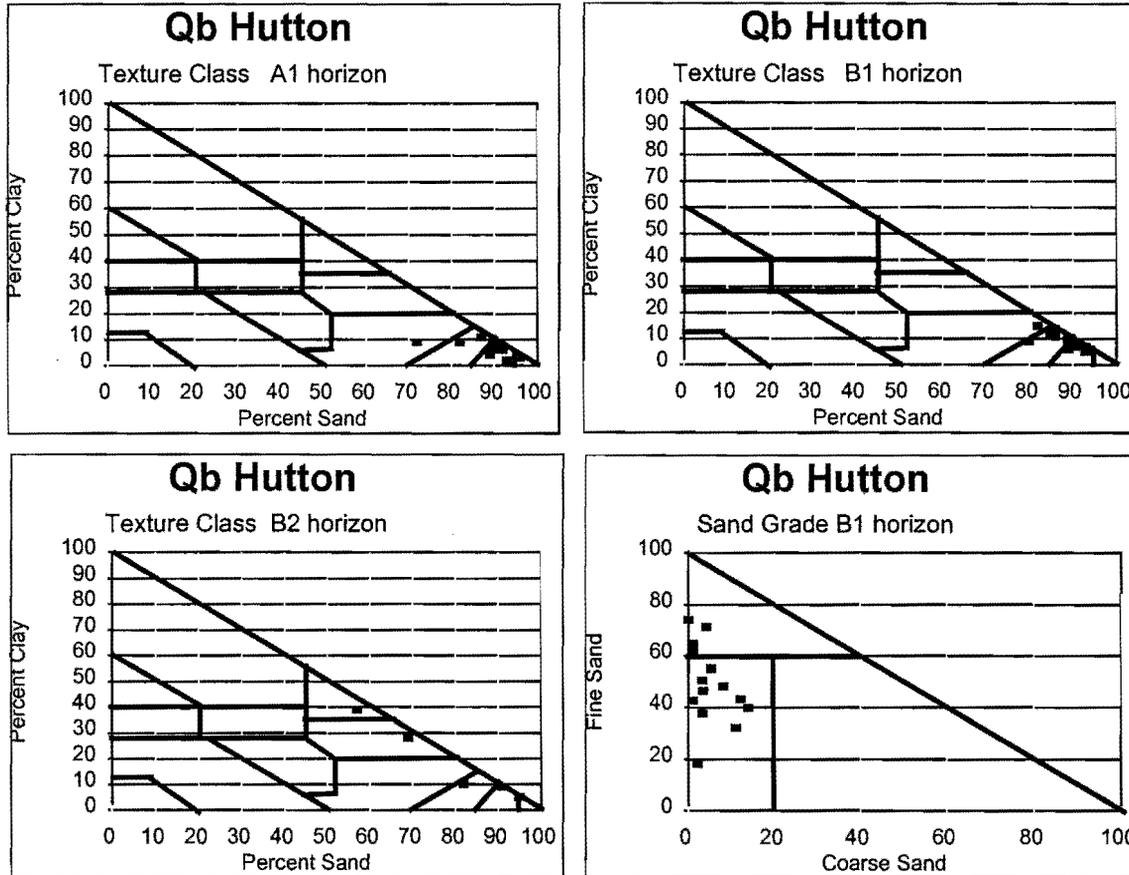 Qb Hutton
Texture Class A1 horizon
100
90
80
70
60
50
40
30
20
10
0
Percent Clay
0 10 20 30 40 50 60 70 80 90 100
Percent Sand
Qb Hutton
Texture Class B1 horizon
100
90
80
70
60
50
40
30
20
10
0
Percent Clay
0 10 20 30 40 50 60 70 80 90 100
Percent Sand
Qb Hutton
Texture Class B2 horizon
100
90
80
70
60
50
40
30
20
10
0
Percent Clay
0 10 20 30 40 50 60 70 80 90 100
Percent Sand
Qb Hutton
Sand Grade B1 horizon
100
80
60
40
20
0
Fine Sand
0 20 40 60 80 100
Coarse Sand